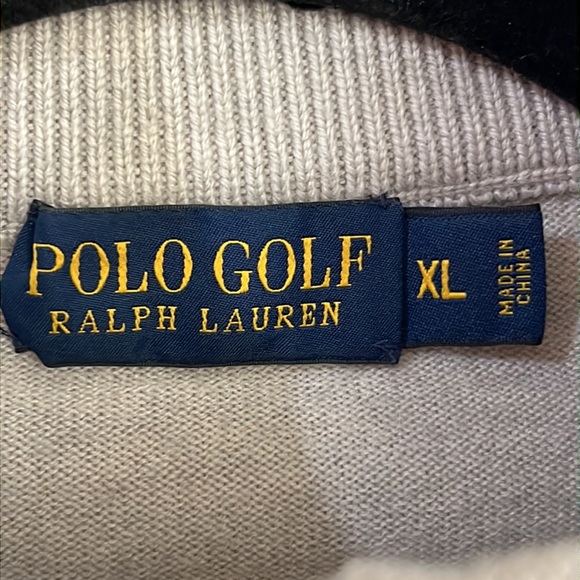 POLO GOLF
RALPH LAUREN
XL
MADE IN
CHINA